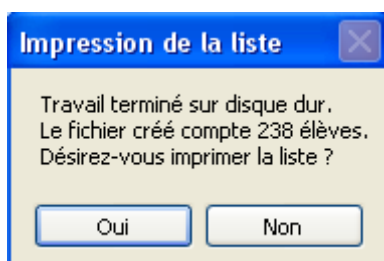 Impression de la liste
Travail terminé sur disque dur.
Le fichier créé compte 238 élèves.
Désirez-vous imprimer la liste ?
Oui Non